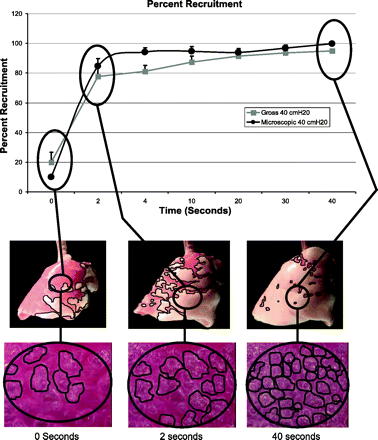 Percent Recruitment
120
100
80
60
40
20
0
Percent Recruitment
Gross 40 cmH20
Microscopic 40 cmH20
0 2 4 10 20 30 40
Time (Seconds)
0 Seconds 2 seconds 40 seconds